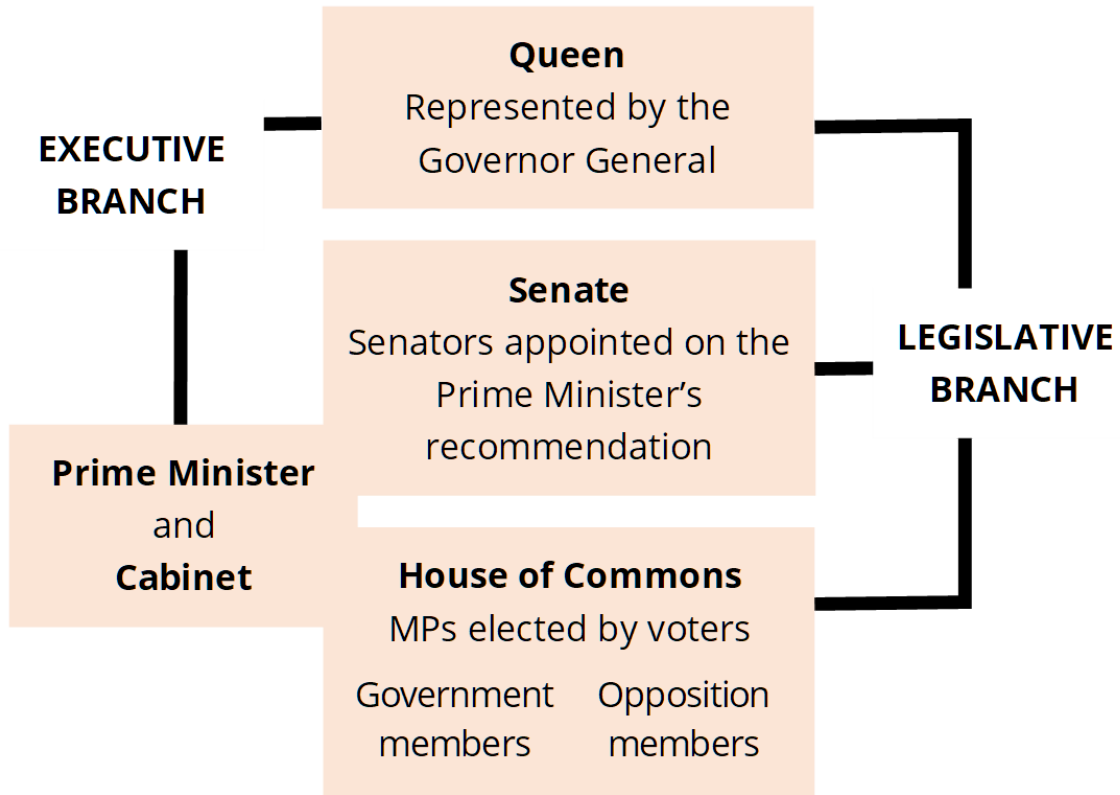 Queen
Represented by the
Governor General
EXECUTIVE
BRANCH
Senate
Senators appointed on the
Prime Minister’s
recommendation
LEGISLATIVE
BRANCH
Prime Minister
and
Cabinet
House of Commons
MPs elected by voters
Government members
Opposition members